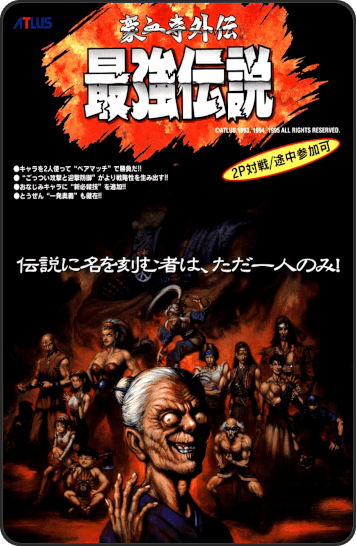 ATLUS
豪血寺外伝
最強伝説
©ATLUS 1993, 1994, 1995 ALL RIGHTS RESERVED.
2P対戦/途中参加可
●キャラを2人使って“ペアマッチ”で勝負だ!!
●“ごっつい攻撃と迎撃防御”がより戦略性を生み出す!!
●おなじみキャラに“新必殺技”を追加!!
●とうぜん“一発奥義”も健在!!
伝説に名を刻む者は、ただ一人のみ!